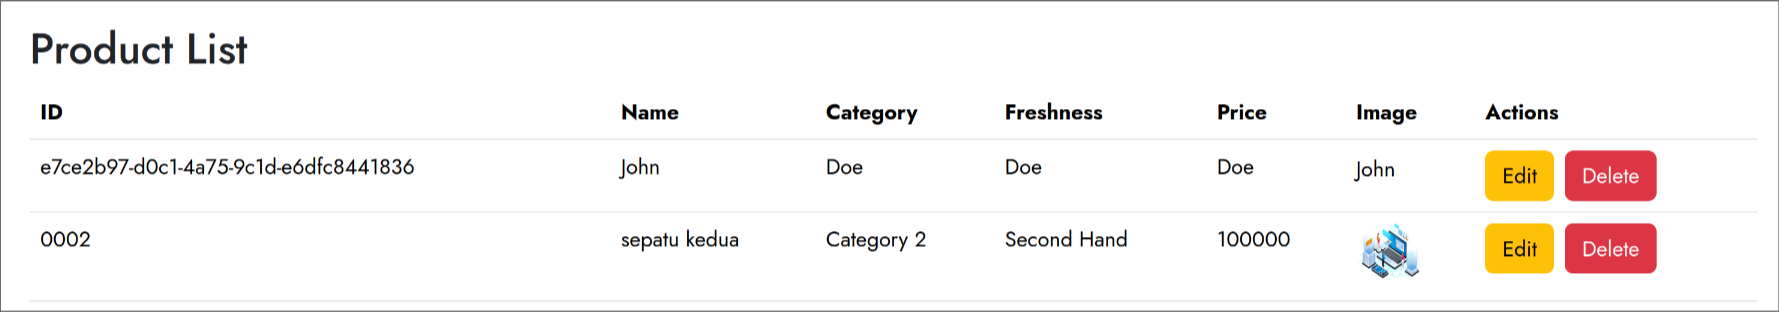 Product List
ID Name Category Freshness Price Image Actions
e7ce2b97-d0c1-4a75-9c1d-e6dfc8441836 John Doe Doe Doe John Edit Delete
0002 sepatu kedua Category 2 Second Hand 100000 Edit Delete